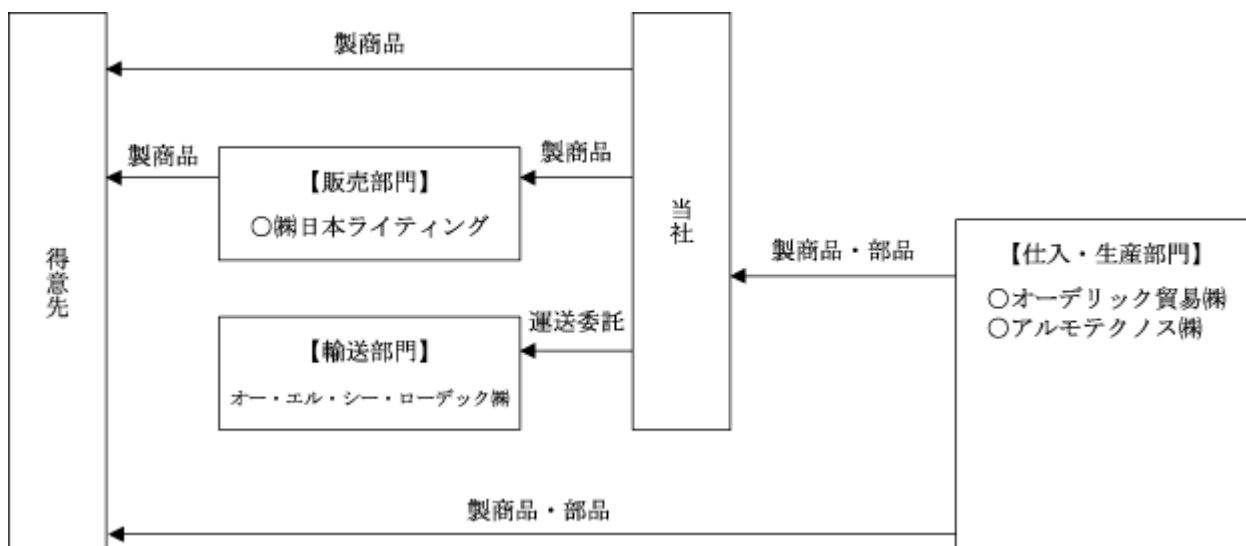 製商品
製商品
製商品
【販売部門】
○㈱日本ライティング
当社
得意先
製商品・部品
【仕入・生産部門】
○オーデリック貿易㈱
○アルモテクノス㈱
運送委託
【輸送部門】
オー・エル・シー・ローデック㈱
製商品・部品